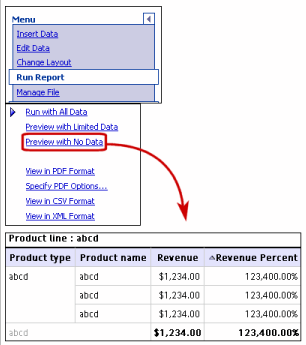 Menu
Insert Data
Edit Data
Change Layout
Run Report
Manage File
Run with All Data
Preview with Limited Data
Preview with No Data
View in PDF Format
Specify PDF Options...
View in CSV Format
View in XML Format
Product line : abcd
Product type Product name Revenue Revenue Percent
abcd abcd $1,234.00 123,400.00%
abcd $1,234.00 123,400.00%
abcd $1,234.00 123,400.00%
abcd $1,234.00 123,400.00%